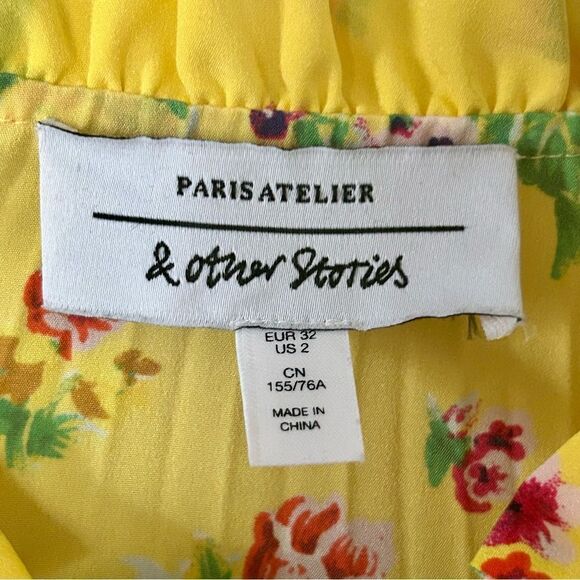 PARIS ATELIER
& other Stories
EUR 32
US 2
CN
155/76A
MADE IN
CHINA